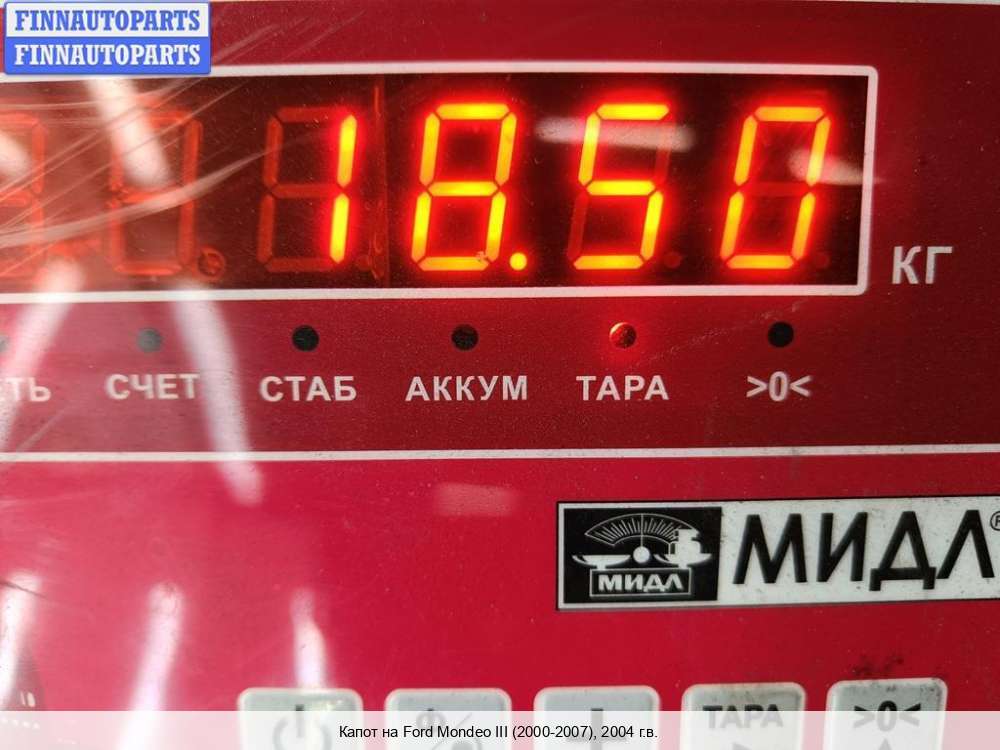 FINNAUTOPARTS
FINNAUTOPARTS
18.50
КГ
СЧЕТ СТАБ АККУМ ТАРА >0<
МИДЛ МИДЛ®
ТАРА >0<
Капот на Ford Mondeo III (2000-2007), 2004 г.в.